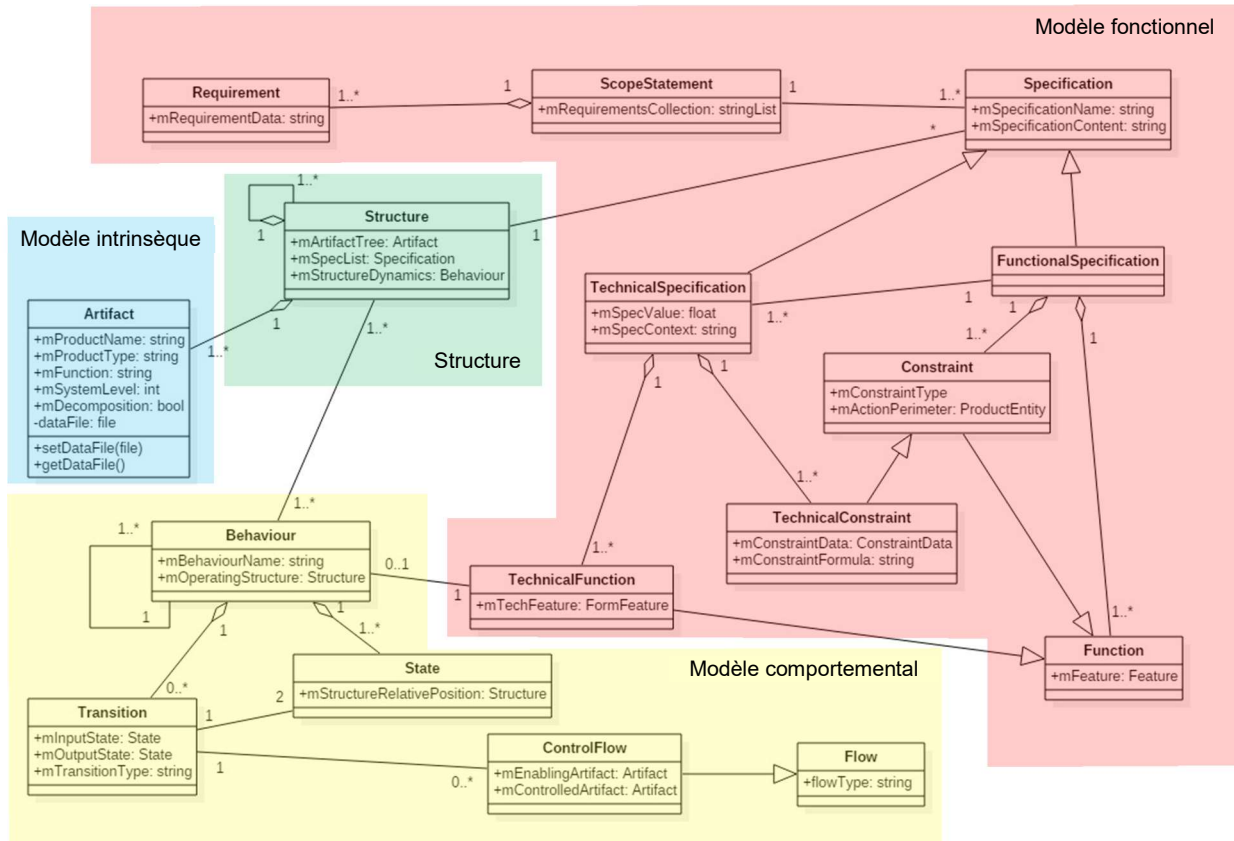 Modèle fonctionnel
Requirement
+mRequirementData: string
1..*
1
ScopeStatement
+mRequirementsCollection: stringList
1
1..*
Specification
+mSpecificationName: string
+mSpecificationContent: string
*
1..*
1
Structure
+mArtifactTree: Artifact
+mSpecList: Specification
+mStructureDynamics: Behaviour
1
1
1..*
1..*
Structure
Modèle intrinsèque
Artifact
+mProductName: string
+mProductType: string
+mFunction: string
+mSystemLevel: int
+mDecomposition: bool
-dataFile: file
+setDataFile(file)
+getDataFile()
TechnicalSpecification
+mSpecValue: float
+mSpecContext: string
1..*
1
FunctionalSpecification
1
1..*
1
1
1
Constraint
+mConstraintType
+mActionPerimeter: ProductEntity
1..*
TechnicalConstraint
+mConstraintData: ConstraintData
+mConstraintFormula: string
1..*
1..*
Behaviour
+mBehaviourName: string
+mOperatingStructure: Structure
1..*
1
0..1
1
1..*
TechnicalFunction
+mTechFeature: FormFeature
1..*
Function
+mFeature: Feature
Modèle comportemental
1
1
1..*
0..*
State
+mStructureRelativePosition: Structure
2
1
Transition
+mInputState: State
+mOutputState: State
+mTransitionType: string
1
0..*
ControlFlow
+mEnablingArtifact: Artifact
+mControlledArtifact: Artifact
Flow
+flowType: string